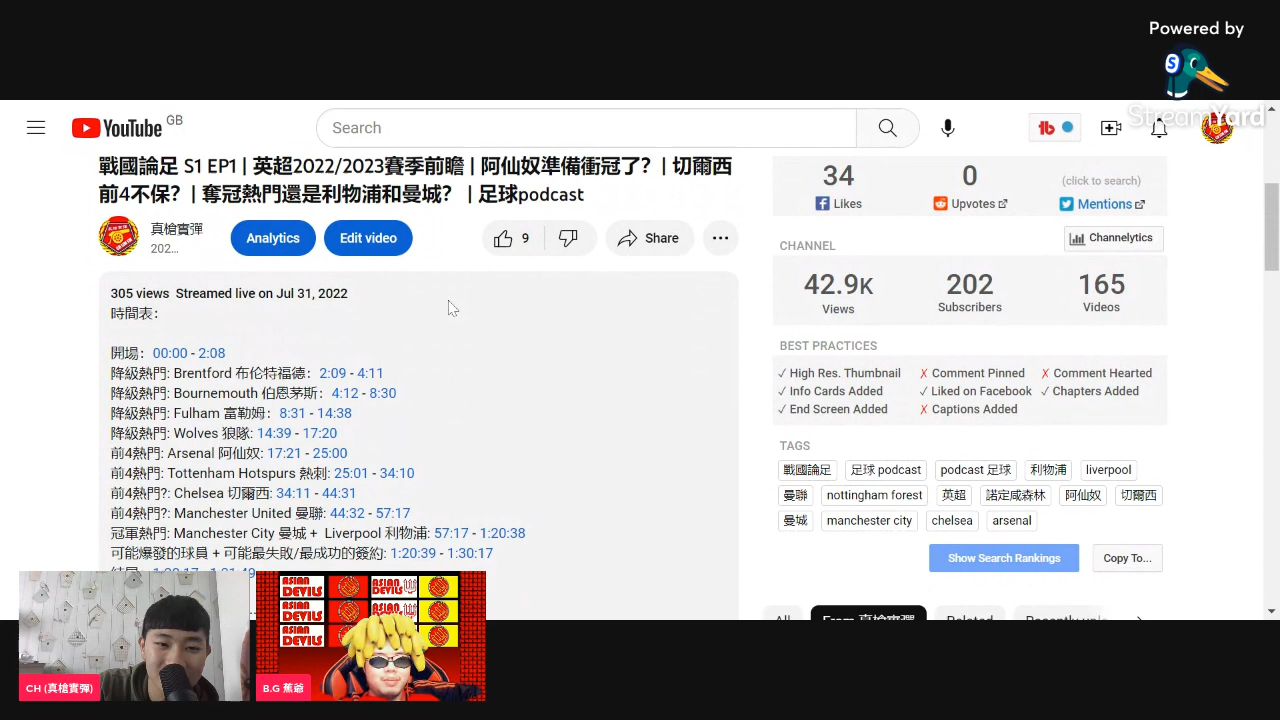 Powered by
StreamYard
YouTube GB
Search
戰國論足 S1 EP1 | 英超2022/2023賽季前瞻 | 阿仙奴準備衝冠了？ | 切爾西
前4不保？ | 奪冠熱門還是利物浦和曼城？ | 足球podcast
真槍實彈
202...
Analytics
Edit video
9
Share
305 views Streamed live on Jul 31, 2022
時間表：
開場：00:00 - 2:08
降級熱門: Brentford 布伦特福德：2:09 - 4:11
降級熱門: Bournemouth 伯恩茅斯：4:12 - 8:30
降級熱門: Fulham 富勒姆：8:31 - 14:38
降級熱門: Wolves 狼隊: 14:39 - 17:20
前4熱門: Arsenal 阿仙奴: 17:21 - 25:00
前4熱門: Tottenham Hotspurs 熱刺: 25:01 - 34:10
前4熱門?: Chelsea 切爾西: 34:11 - 44:31
前4熱門?: Manchester United 曼聯: 44:32 - 57:17
冠軍熱門: Manchester City 曼城 + Liverpool 利物浦: 57:17 - 1:20:38
可能爆發的球員 + 可能最失敗/最成功的簽約: 1:20:39 - 1:30:17
34
Likes
0
Upvotes
(click to search)
Mentions
CHANNEL
Channelytics
42.9K
Views
202
Subscribers
165
Videos
BEST PRACTICES
✓ High Res. Thumbnail ✗ Comment Pinned ✗ Comment Hearted
✓ Info Cards Added ✓ Liked on Facebook ✓ Chapters Added
✓ End Screen Added ✗ Captions Added
TAGS
戰國論足 足球 podcast podcast 足球 利物浦 liverpool
曼聯 nottingham forest 英超 諾定咸森林 阿仙奴 切爾西
曼城 manchester city chelsea arsenal
Show Search Rankings
Copy To...
All From 真槍實彈 Related
ASIAN DEVILS
ASIAN DEVILS
ASIAN DEVILS
CH (真槍實彈)
B.G 蕉爺